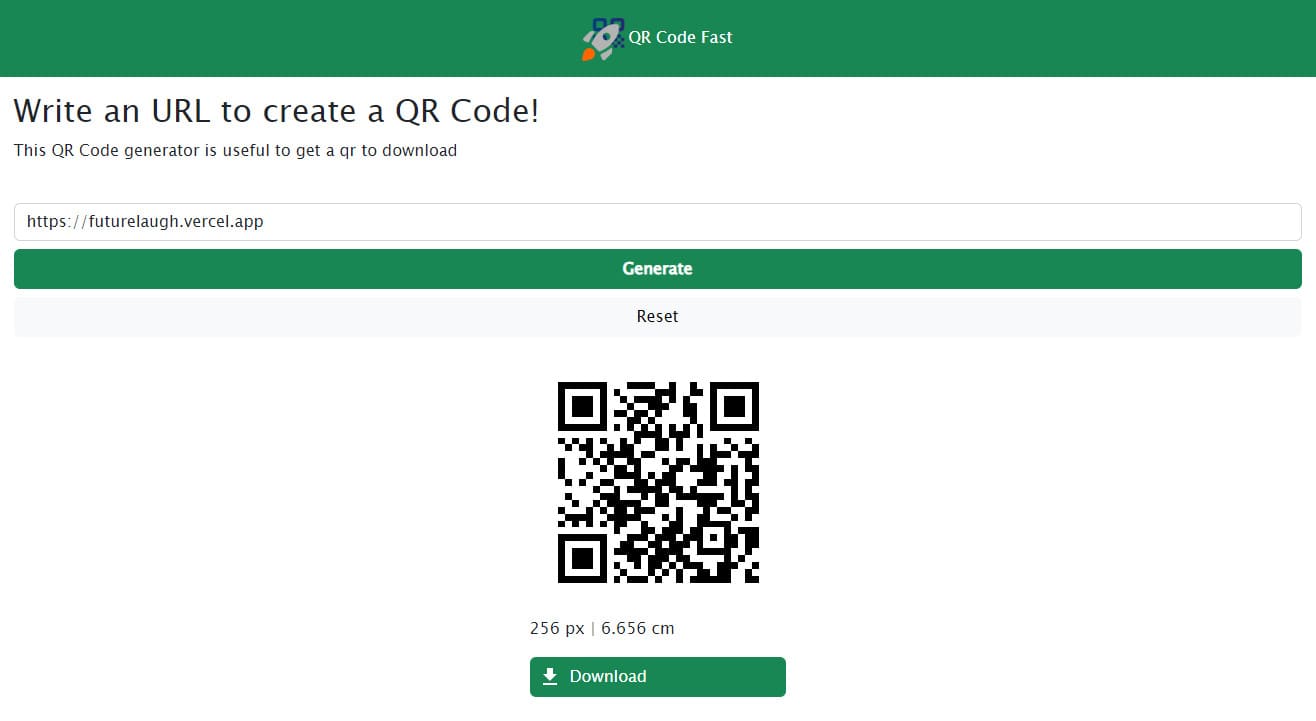 QR Code Fast
Write an URL to create a QR Code!
This QR Code generator is useful to get a qr to download
https://futurelaugh.vercel.app
Generate
Reset
256 px | 6.656 cm
Download